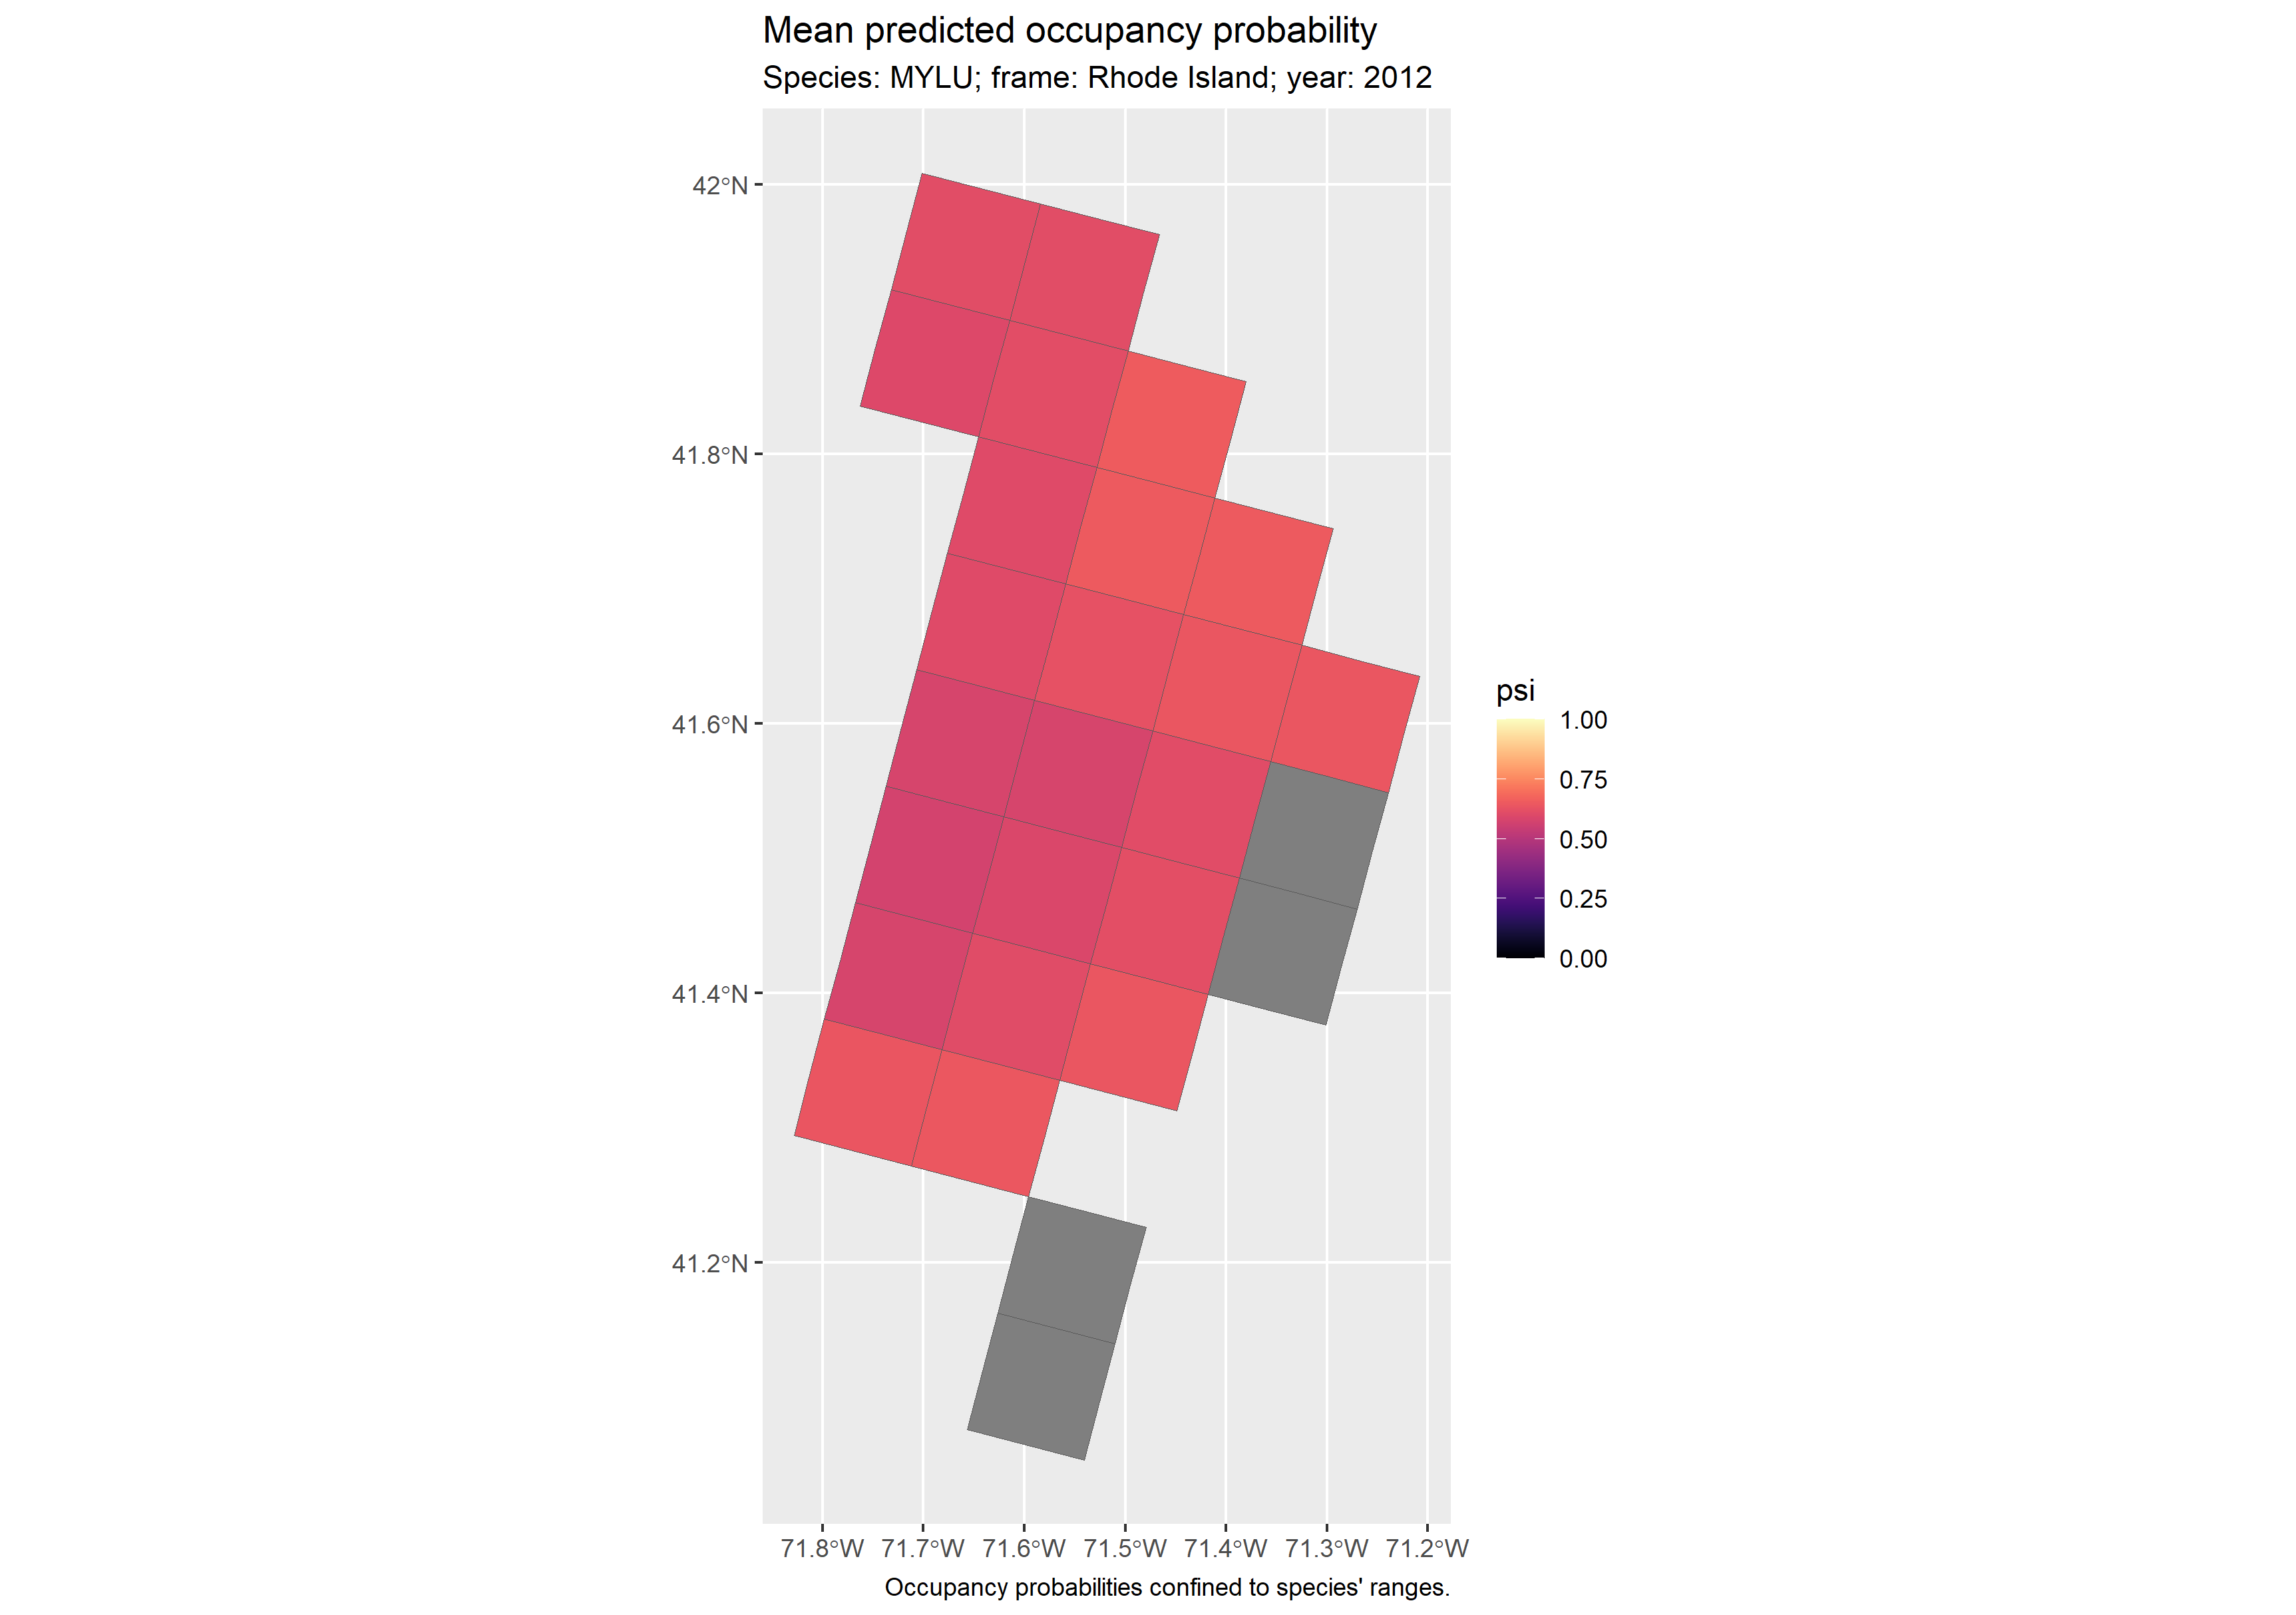 Mean predicted occupancy probability
Species: MYLU; frame: Rhode Island; year: 2012
42°N
41.8°N
41.6°N
41.4°N
41.2°N
71.8°W 71.7°W 71.6°W 71.5°W 71.4°W 71.3°W 71.2°W
Occupancy probabilities confined to species' ranges.
psi
1.00
0.75
0.50
0.25
0.00